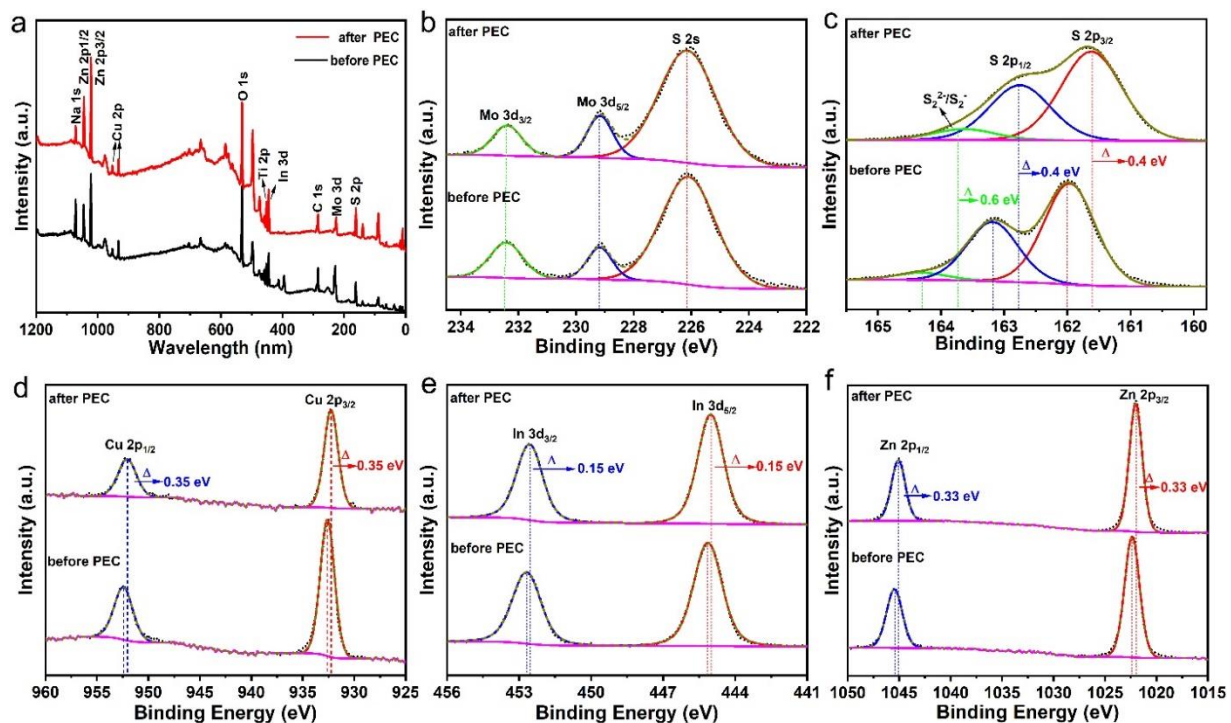 a
after PEC
before PEC
Na 1s
Zn 2p1/2
Zn 2p3/2
Cu 2p
O 1s
Ti 2p
In 3d
C 1s
Mo 3d
S 2p
Intensity (a.u.)
1200 1000 800 600 400 200 0
Wavelength (nm)
b
after PEC
S 2s
Mo 3d3/2
Mo 3d5/2
before PEC
Intensity (a.u.)
234 232 230 228 226 224 222
Binding Energy (eV)
c
after PEC
S 2p3/2
S 2p1/2
S2^2-/S2^-
Δ
0.4 eV
Δ
0.4 eV
Δ
0.6 eV
before PEC
Intensity (a.u.)
165 164 163 162 161 160
Binding Energy (eV)
d
after PEC
Cu 2p3/2
Cu 2p1/2
Δ
0.35 eV
Δ
0.35 eV
before PEC
Intensity (a.u.)
960 955 950 945 940 935 930 925
Binding Energy (eV)
e
after PEC
In 3d5/2
In 3d3/2
Δ
0.15 eV
Δ
0.15 eV
before PEC
Intensity (a.u.)
456 453 450 447 444 441
Binding Energy (eV)
f
after PEC
Zn 2p3/2
Zn 2p1/2
Δ
0.33 eV
Δ
0.33 eV
before PEC
Intensity (a.u.)
1050 1045 1040 1035 1030 1025 1020 1015
Binding Energy (eV)